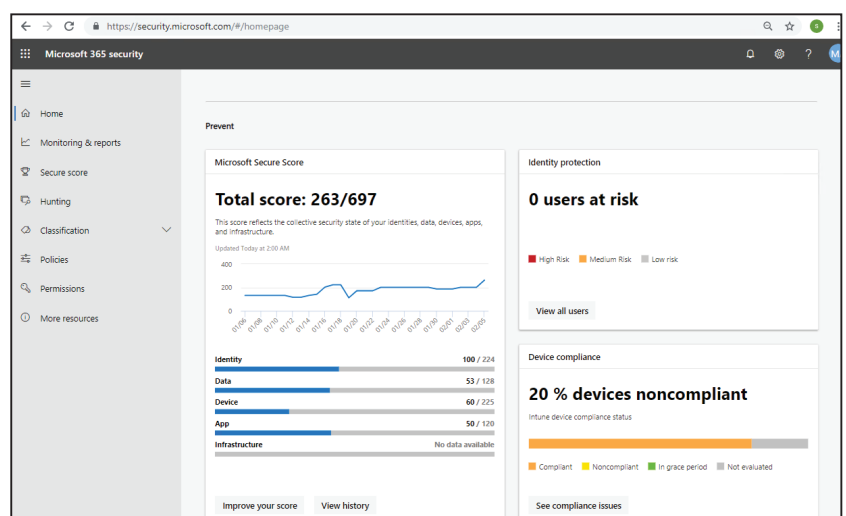 https://security.microsoft.com/#/homepage
S
Microsoft 365 security
?
M
Home
Monitoring & reports
Secure score
Hunting
Classification
Policies
Permissions
More resources
Prevent
Microsoft Secure Score
Total score: 263/697
This score reflects the collective security state of your identities, data, devices, apps,
and infrastructure.
Updated Today at 2:00 AM
400
200
0
01/06 01/08 01/10 01/12 01/14 01/16 01/18 01/20 01/22 01/24 01/26 01/28 01/30 02/01 02/03 02/05
Identity 100 / 224
Data 53 / 128
Device 60 / 225
App 50 / 120
Infrastructure No data available
Improve your score View history
Identity protection
0 users at risk
High Risk Medium Risk Low risk
View all users
Device compliance
20 % devices noncompliant
Intune device compliance status
Compliant Noncompliant In grace period Not evaluated
See compliance issues